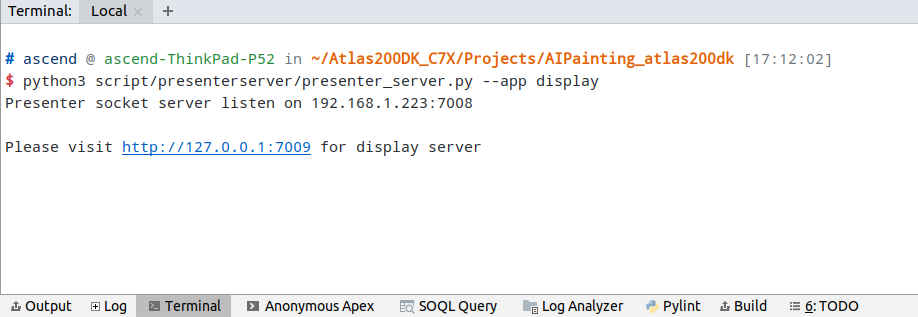 Terminal: Local × +
# ascend @ ascend-ThinkPad-P52 in ~/Atlas200DK_C7X/Projects/AIPainting_atlas200dk [17:12:02]
$ python3 script/presenterserver/presenter_server.py --app display
Presenter socket server listen on 192.168.1.223:7008
Please visit http://127.0.0.1:7009 for display server
Output Log Terminal Anonymous Apex SOQL Query Log Analyzer Pylint Build 6: TODO